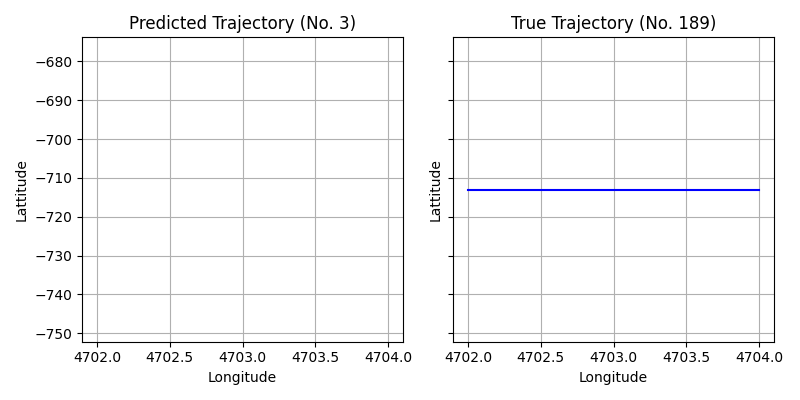 Predicted Trajectory (No. 3)
True Trajectory (No. 189)
Lattitude
−680
−690
−700
−710
−720
−730
−740
−750
4702.0 4702.5 4703.0 4703.5 4704.0
Longitude
Lattitude
4702.0 4702.5 4703.0 4703.5 4704.0
Longitude